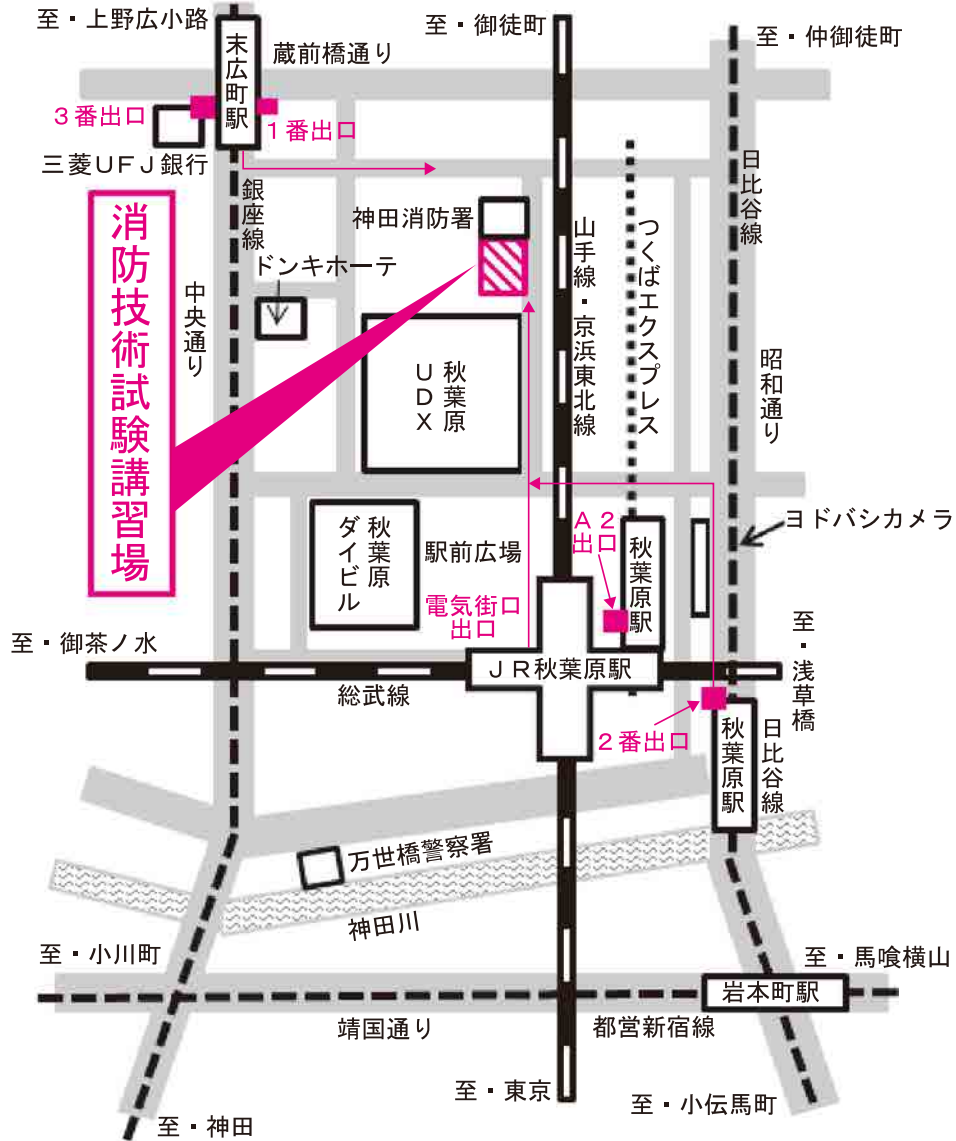 至・上野広小路
至・御徒町
至・仲御徒町
末広町駅
蔵前橋通り
3番出口
1番出口
三菱UFJ銀行
銀座線
日比谷線
神田消防署
山手線・京浜東北線
つくばエクスプレス
消防技術試験講習場
中央通り
ドンキホーテ
秋葉原
UDX
昭和通り
ヨドバシカメラ
A2
出口
秋葉原
ダイビル
駅前広場
秋葉原駅
電気街口
出口
至・御茶ノ水
JR秋葉原駅
至・浅草橋
総武線
2番出口
秋葉原駅
日比谷線
万世橋警察署
神田川
至・小川町
至・馬喰横山
岩本町駅
靖国通り
都営新宿線
至・東京
至・小伝馬町
至・神田